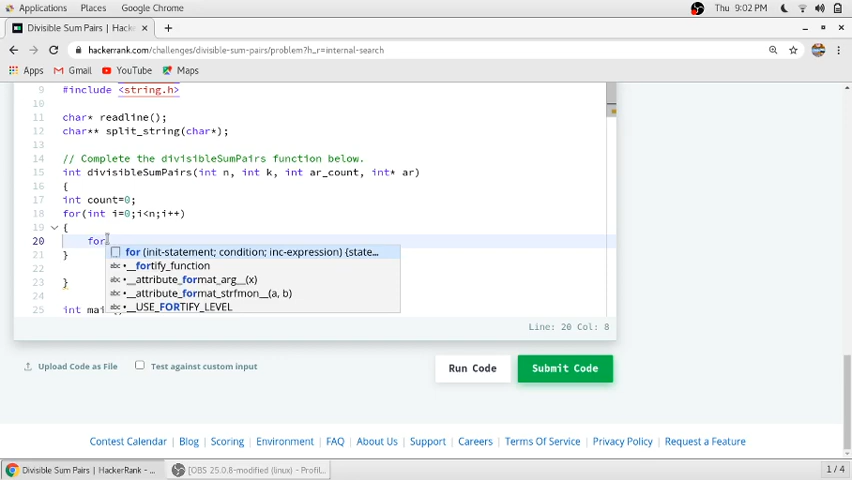 Applications Places Google Chrome Thu 9:02 PM 4
Divisible Sum Pairs | Hacker
hackerrank.com/challenges/divisible-sum-pairs/problem?h_r=internal-search
Apps Gmail YouTube Maps
9 #include <string.h>
10
11 char* readline();
12 char** split_string(char*);
13
14 // Complete the divisibleSumPairs function below.
15 int divisibleSumPairs(int n, int k, int ar_count, int* ar)
16 {
17 int count=0;
18 for(int i=0;i<n;i++)
19 {
20 for
for (init-statement; condition; inc-expression) {state…
21 }
•__fortify_function
22
•__attribute_format_arg__(x)
23 }
•__attribute_format_strfmon__(a, b)
24
•__USE_FORTIFY_LEVEL
25 int mai
Line: 20 Col: 8
Upload Code as File Test against custom input Run Code Submit Code
Contest Calendar | Blog | Scoring | Environment | FAQ | About Us | Support | Careers | Terms Of Service | Privacy Policy | Request a Feature
Divisible Sum Pairs | HackerRank - … [OBS 25.0.8-modified (linux) - Profil… 1 / 4